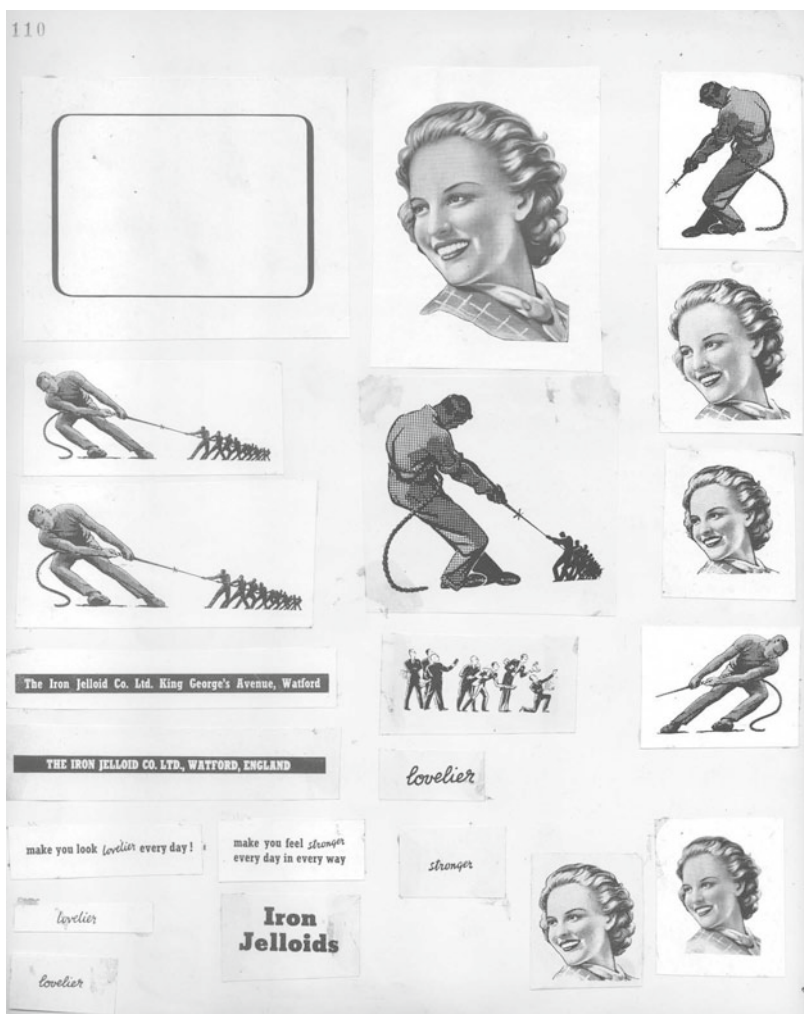 110
The Iron Jelloid Co. Ltd. King George's Avenue, Watford
THE IRON JELLOID CO. LTD., WATFORD, ENGLAND
lovelier
make you look lovelier every day!
make you feel stronger
every day in every way
stronger
lovelier
Iron
Jelloids
lovelier